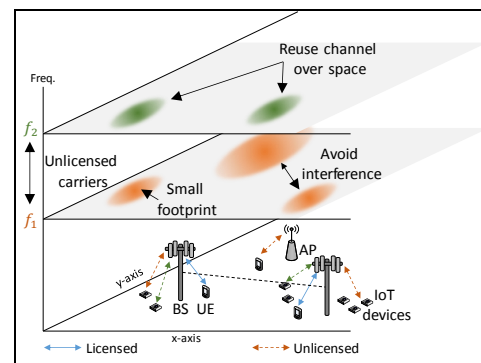 Freq.
Reuse channel
over space
f2
Unlicensed
carriers
Avoid
interference
Small
footprint
f1
AP
y-axis
BS
UE
IoT
devices
x-axis
Licensed
Unlicensed